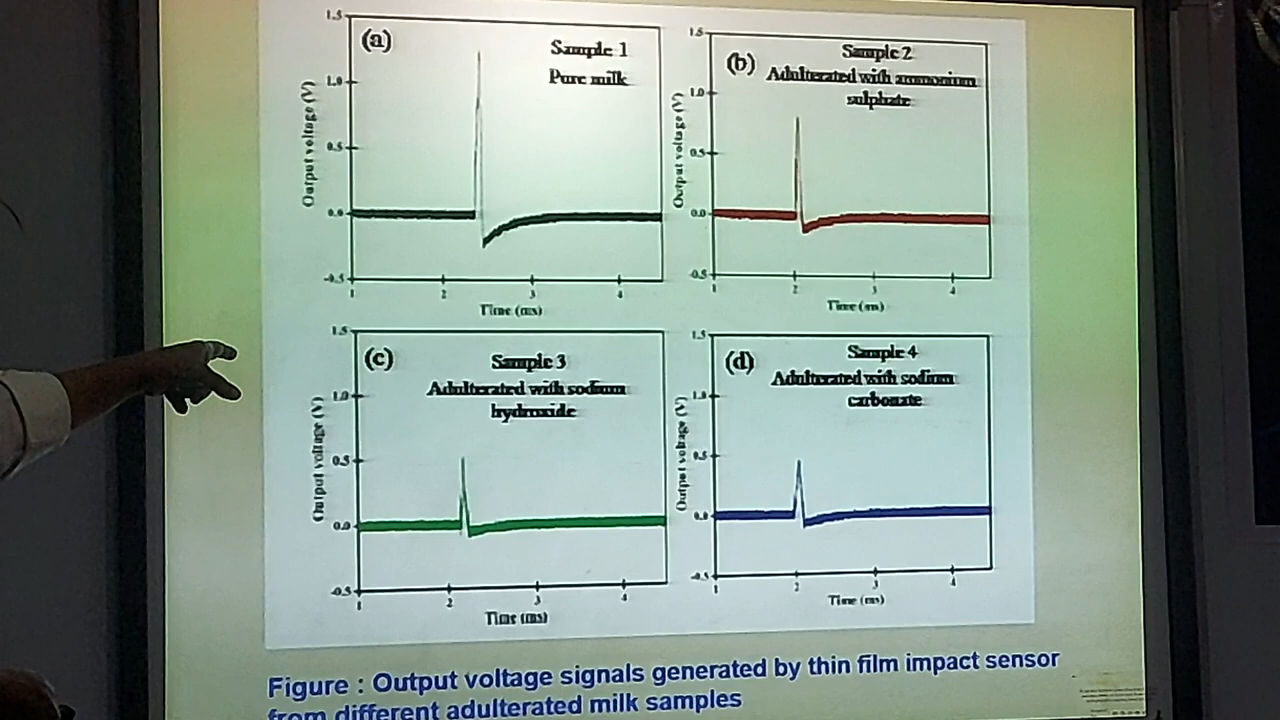 (a)
Sample 1
Pure milk
1.5
1.0
0.5
0.0
-0.5
Output voltage (V)
1 2 3 4
Time (ms)
(b)
Sample 2
Adulterated with ammonium
sulphate
1.5
1.0
0.5
0.0
-0.5
Output voltage (V)
1 2 3 4
Time (ms)
(c)
Sample 3
Adulterated with sodium
hydroxide
1.5
1.0
0.5
0.0
-0.5
Output voltage (V)
1 2 3 4
Time (ms)
(d)
Sample 4
Adulterated with sodium
carbonate
1.5
1.0
0.5
0.0
-0.5
Output voltage (V)
1 2 3 4
Time (ms)
Figure : Output voltage signals generated by thin film impact sensor
from different adulterated milk samples